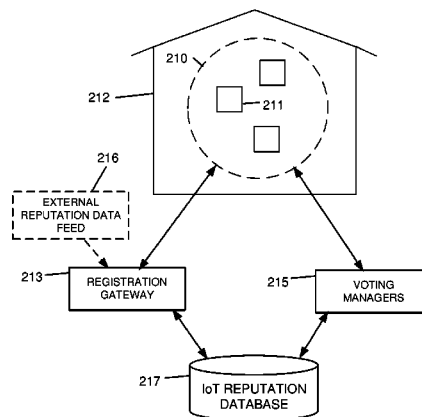 210
212
211
216
EXTERNAL
REPUTATION DATA
FEED
213
REGISTRATION
GATEWAY
215
VOTING
MANAGERS
217
IoT REPUTATION
DATABASE